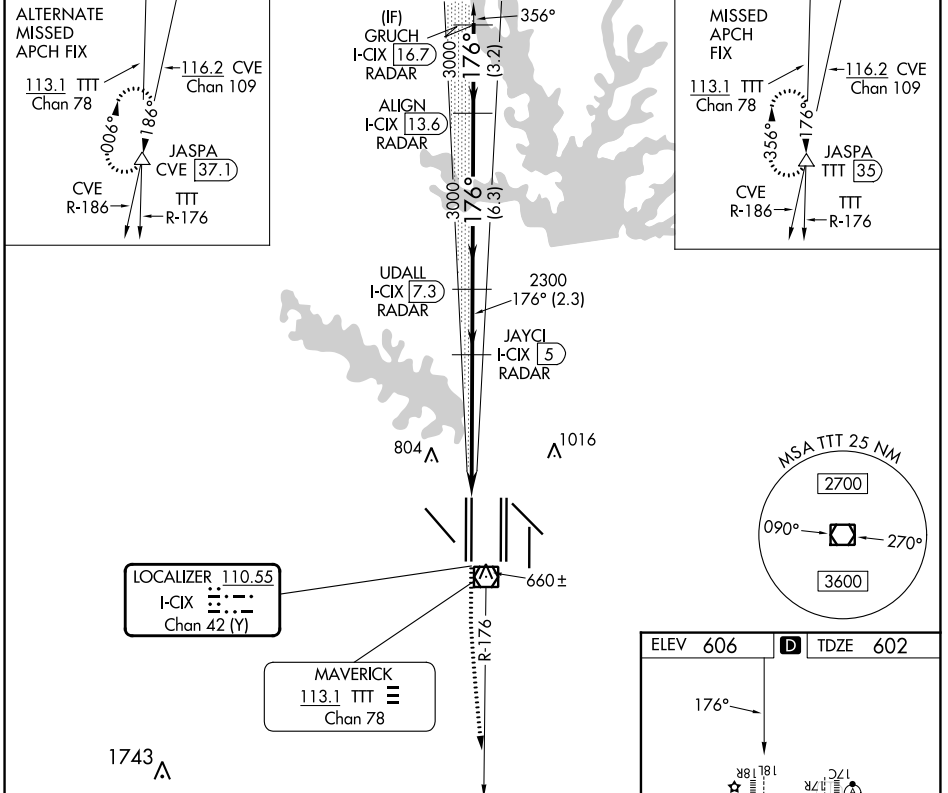 ALTERNATE
MISSED
APCH FIX
113.1 TTT
Chan 78
116.2 CVE
Chan 109
006°
186°
JASPA
CVE 37.1
CVE
R-186
TTT
R-176
(IF)
GRUCH
I-CIX 16.7
RADAR
356°
3000
176°
(3.2)
ALIGN
I-CIX 13.6
RADAR
3000
176°
(6.3)
UDALL
I-CIX 7.3
RADAR
2300
176° (2.3)
JAYCI
I-CIX 5
RADAR
804
1016
MISSED
APCH
FIX
113.1 TTT
Chan 78
116.2 CVE
Chan 109
356°
176°
JASPA
TTT 35
CVE
R-186
TTT
R-176
MSA TTT 25 NM
2700
090°
270°
3600
LOCALIZER 110.55
I-CIX
Chan 42 (Y)
660 ±
R-176
MAVERICK
113.1 TTT
Chan 78
1743
ELEV 606 D TDZE 602
176°
18R
18L
17R
17C
A